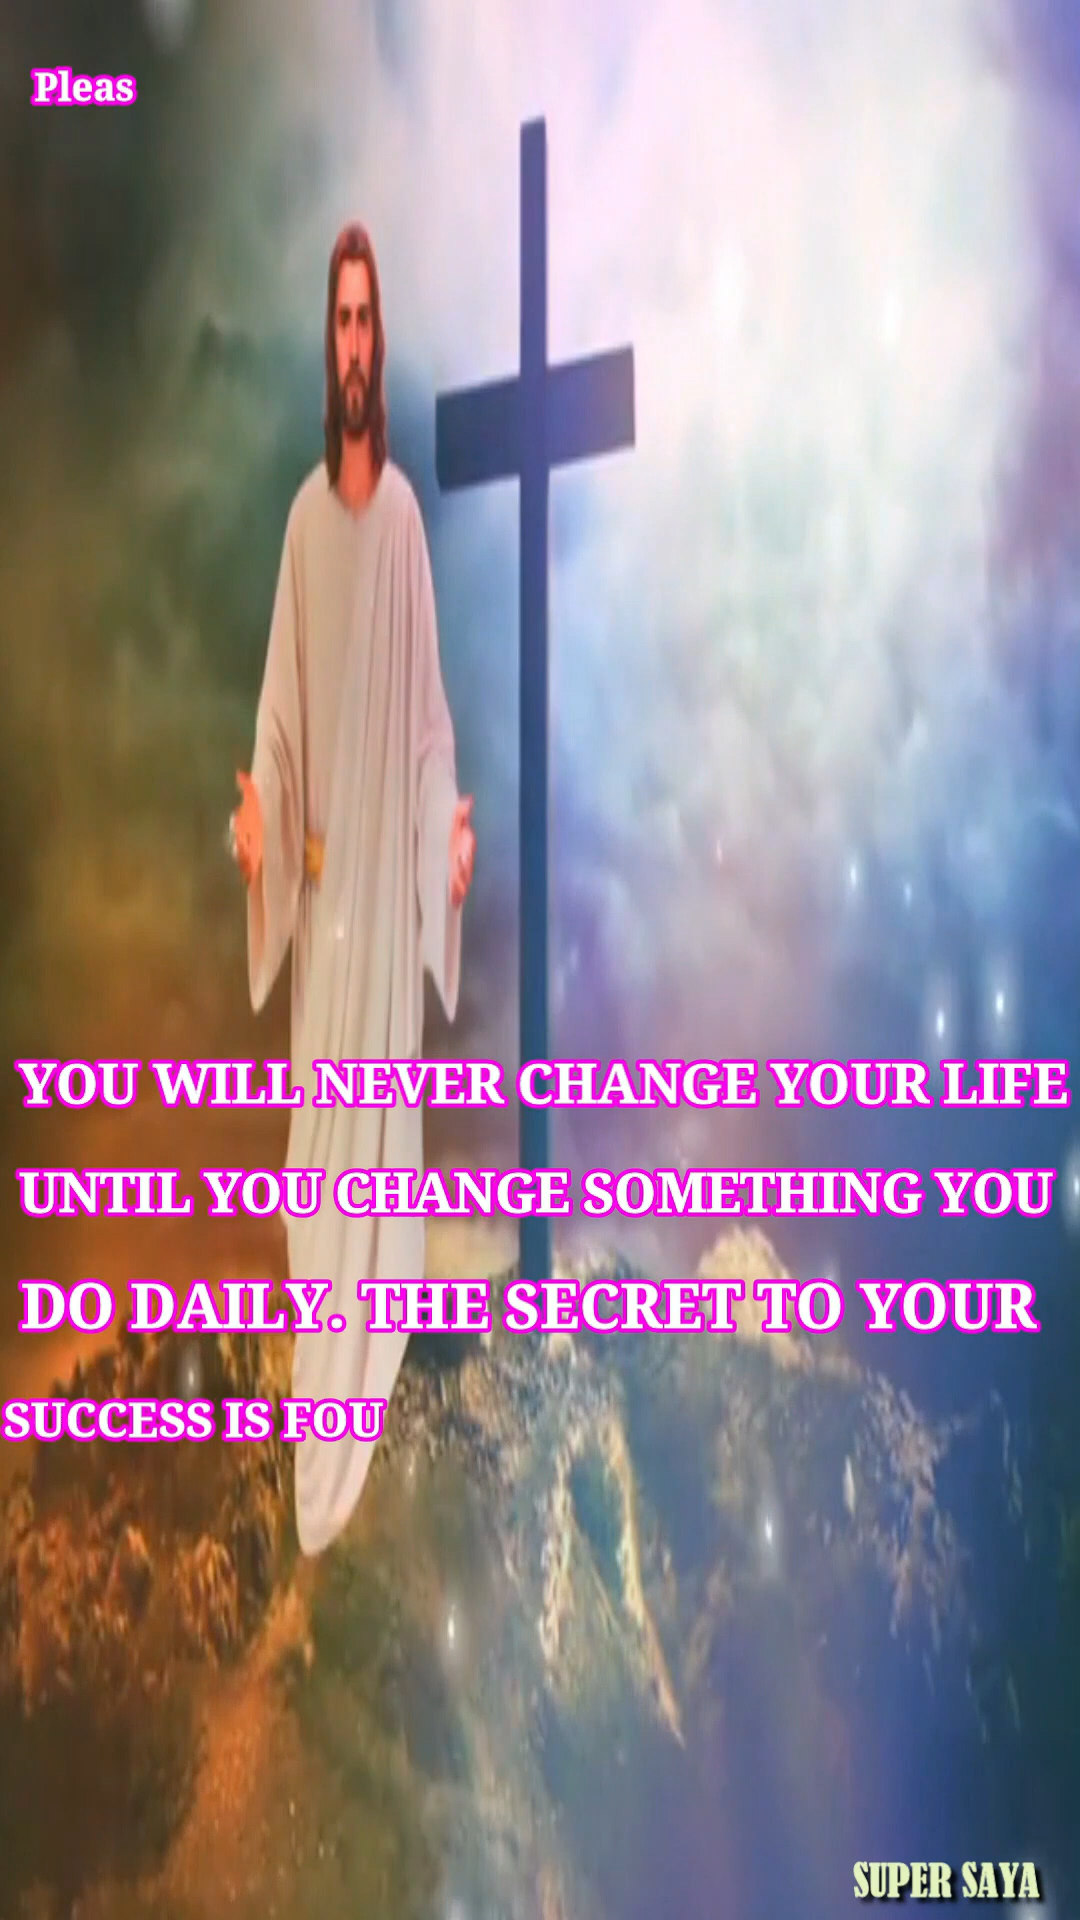 Pleas
YOU WILL NEVER CHANGE YOUR LIFE
UNTIL YOU CHANGE SOMETHING YOU
DO DAILY. THE SECRET TO YOUR
SUCCESS IS FOU
SUPER SAYA